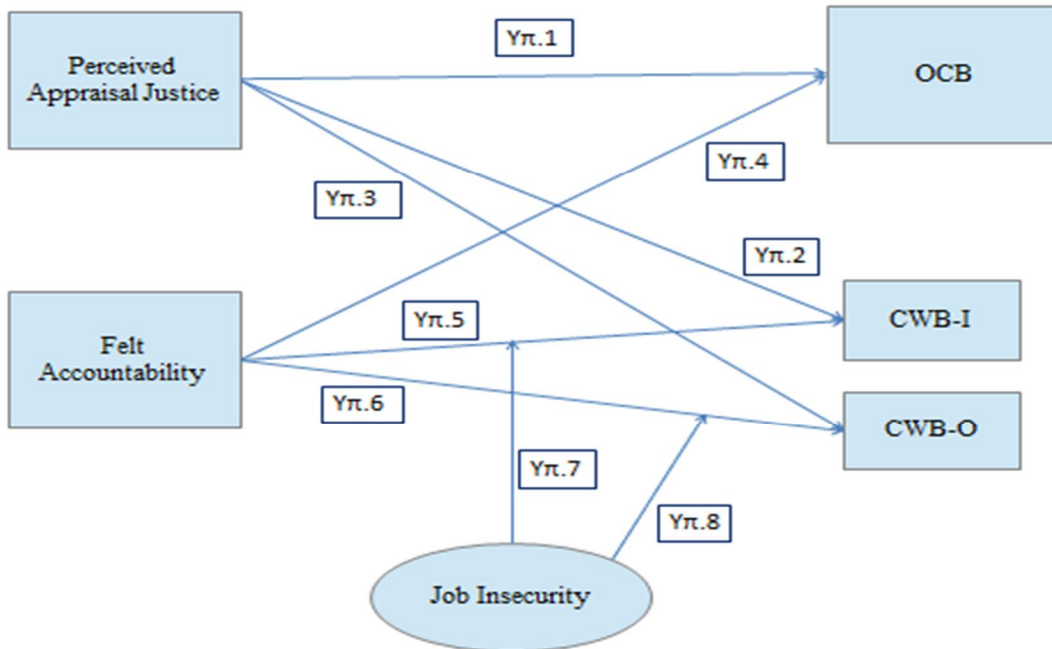 Υπ.1
Perceived
Appraisal Justice
OCB
Υπ.4
Υπ.3
Υπ.2
Υπ.5
CWB-I
Felt
Accountability
Υπ.6
CWB-O
Υπ.7
Υπ.8
Job Insecurity